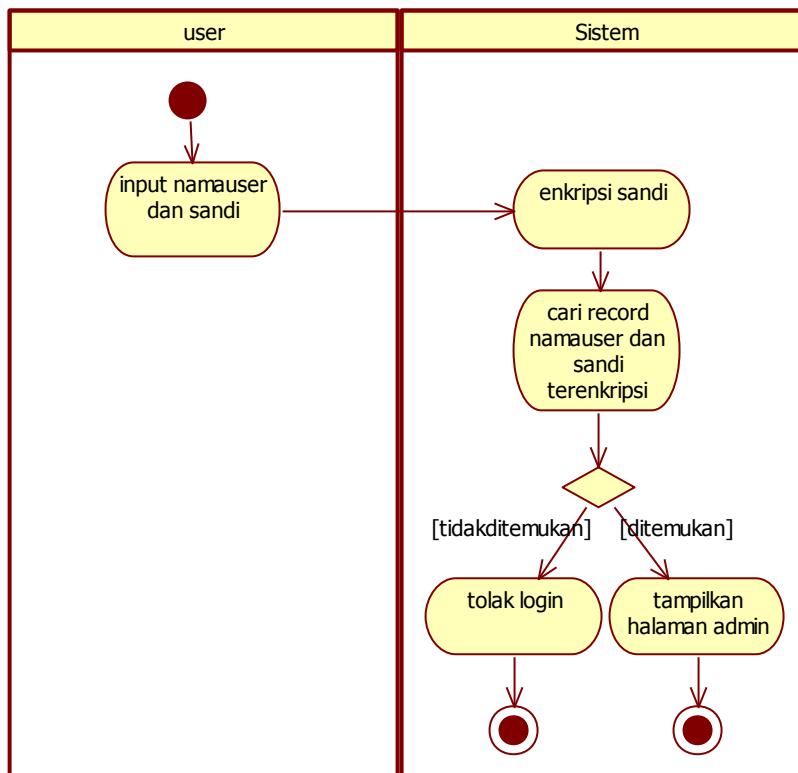 user
Sistem
input namauser
dan sandi
enkripsi sandi
cari record
namauser dan
sandi
terenkripsi
[tidakditemukan]
[ditemukan]
tolak login
tampilkan
halaman admin